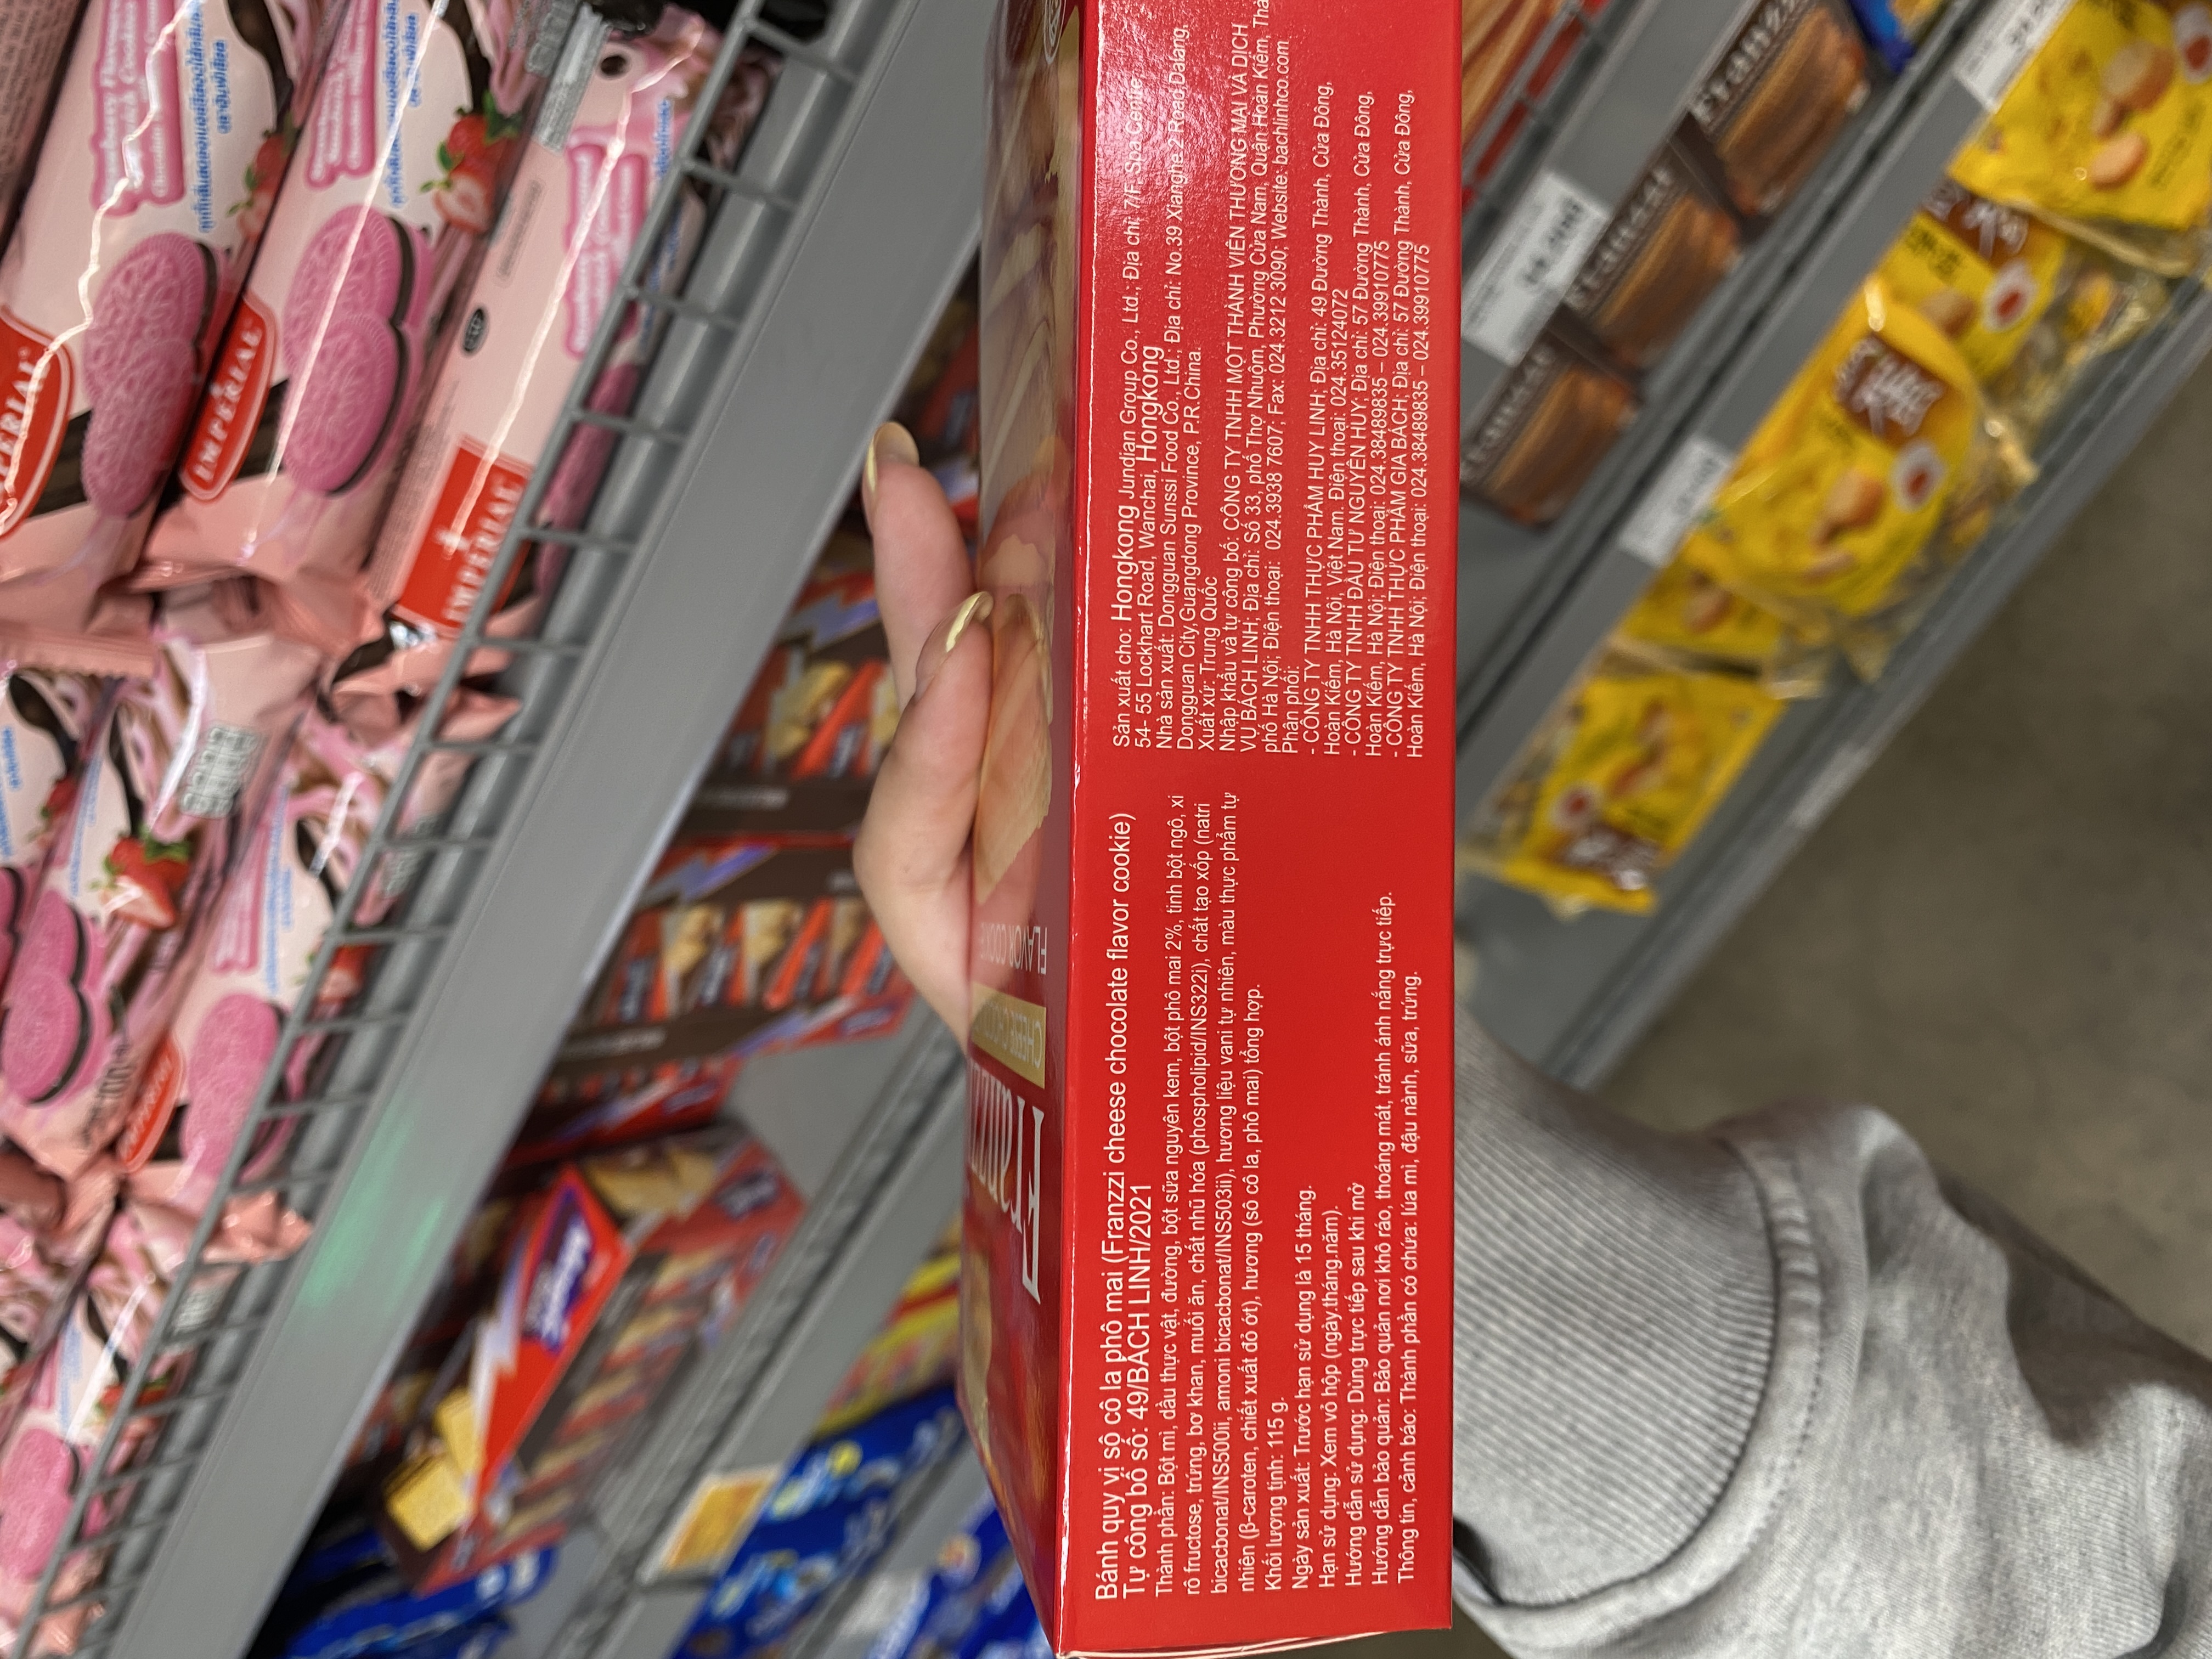 IMPERIAL
IMPERIAL
IMPERIAL
Franzzi
Bánh quy vị sô cô la phô mai (Franzzi cheese chocolate flavor cookie)
Tự công bố số: 49/BÁCH LINH/2021
Thành phần: Bột mì, dầu thực vật, đường, bột sữa nguyên kem, bột phô mai 2%, tinh bột ngô, xi
rô fructose, trứng, bơ khan, muối ăn, chất nhũ hóa (phospholipid/INS322i), chất tạo xốp (natri
bicacbonat/INS500ii, amoni bicacbonat/INS503ii), hương liệu vani tự nhiên, màu thực phẩm tự
nhiên (β-caroten, chiết xuất đỏ ớt), hương (sô cô la, phô mai) tổng hợp.
Khối lượng tịnh: 115 g.
Ngày sản xuất: Trước hạn sử dụng là 15 tháng.
Hạn sử dụng: Xem vỏ hộp (ngày.tháng.năm).
Hướng dẫn sử dụng: Dùng trực tiếp sau khi mở
Hướng dẫn bảo quản: Bảo quản nơi khô ráo, thoáng mát, tránh ánh nắng trực tiếp.
Thông tin, cảnh báo: Thành phần có chứa: lúa mì, đậu nành, sữa, trứng.
Sản xuất cho: Hongkong Jundian Group Co., Ltd.; Địa chỉ: 7/F, Spa Centre,
54- 55 Lockhart Road, Wanchai, Hongkong
Nhà sản xuất: Dongguan Sunssi Food Co., Ltd.; Địa chỉ: No.39 Xianghe 2 Road,Dalang,
Dongguan City,Guangdong Province, P.R.China.
Xuất xứ: Trung Quốc
Nhập khẩu và tự công bố: CÔNG TY TNHH MỘT THÀNH VIÊN THƯƠNG MẠI VÀ DỊCH
VỤ BÁCH LINH; Địa chỉ: Số 33, phố Thợ Nhuộm, Phường Cửa Nam, Quận Hoàn Kiếm,
phố Hà Nội; Điện thoại: 024.3938 7607; Fax: 024.3212 3090; Website: bachlinhco.com
Phân phối:
- CÔNG TY TNHH THỰC PHẨM HUY LINH; Địa chỉ: 49 Đường Thành, Cửa Đông,
Hoàn Kiếm, Hà Nội, Việt Nam. Điện thoại: 024.35124072
- CÔNG TY TNHH ĐẦU TƯ NGUYÊN HUY; Địa chỉ: 57 Đường Thành, Cửa Đông,
Hoàn Kiếm, Hà Nội; Điện thoại: 024.38489835 – 024.39910775
- CÔNG TY TNHH THỰC PHẨM GIA BÁCH; Địa chỉ: 57 Đường Thành, Cửa Đông,
Hoàn Kiếm, Hà Nội; Điện thoại: 024.38489835 – 024.39910775